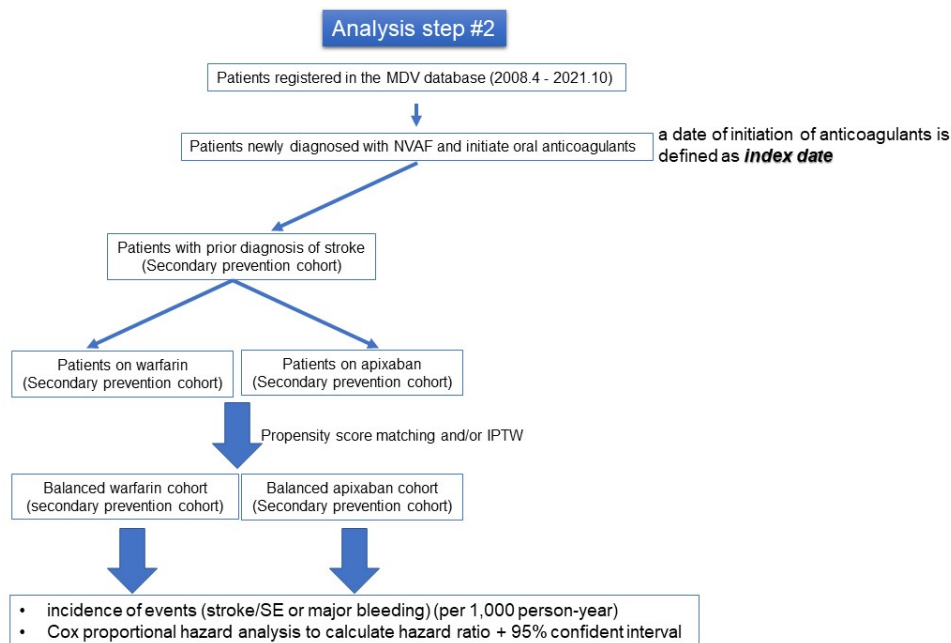 Analysis step #2
Patients registered in the MDV database (2008.4 - 2021.10)
Patients newly diagnosed with NVAF and initiate oral anticoagulants
a date of initiation of anticoagulants is
defined as index date
Patients with prior diagnosis of stroke
(Secondary prevention cohort)
Patients on warfarin
(Secondary prevention cohort)
Patients on apixaban
(Secondary prevention cohort)
Propensity score matching and/or IPTW
Balanced warfarin cohort
(secondary prevention cohort)
Balanced apixaban cohort
(Secondary prevention cohort)
• incidence of events (stroke/SE or major bleeding) (per 1,000 person-year)
• Cox proportional hazard analysis to calculate hazard ratio + 95% confident interval